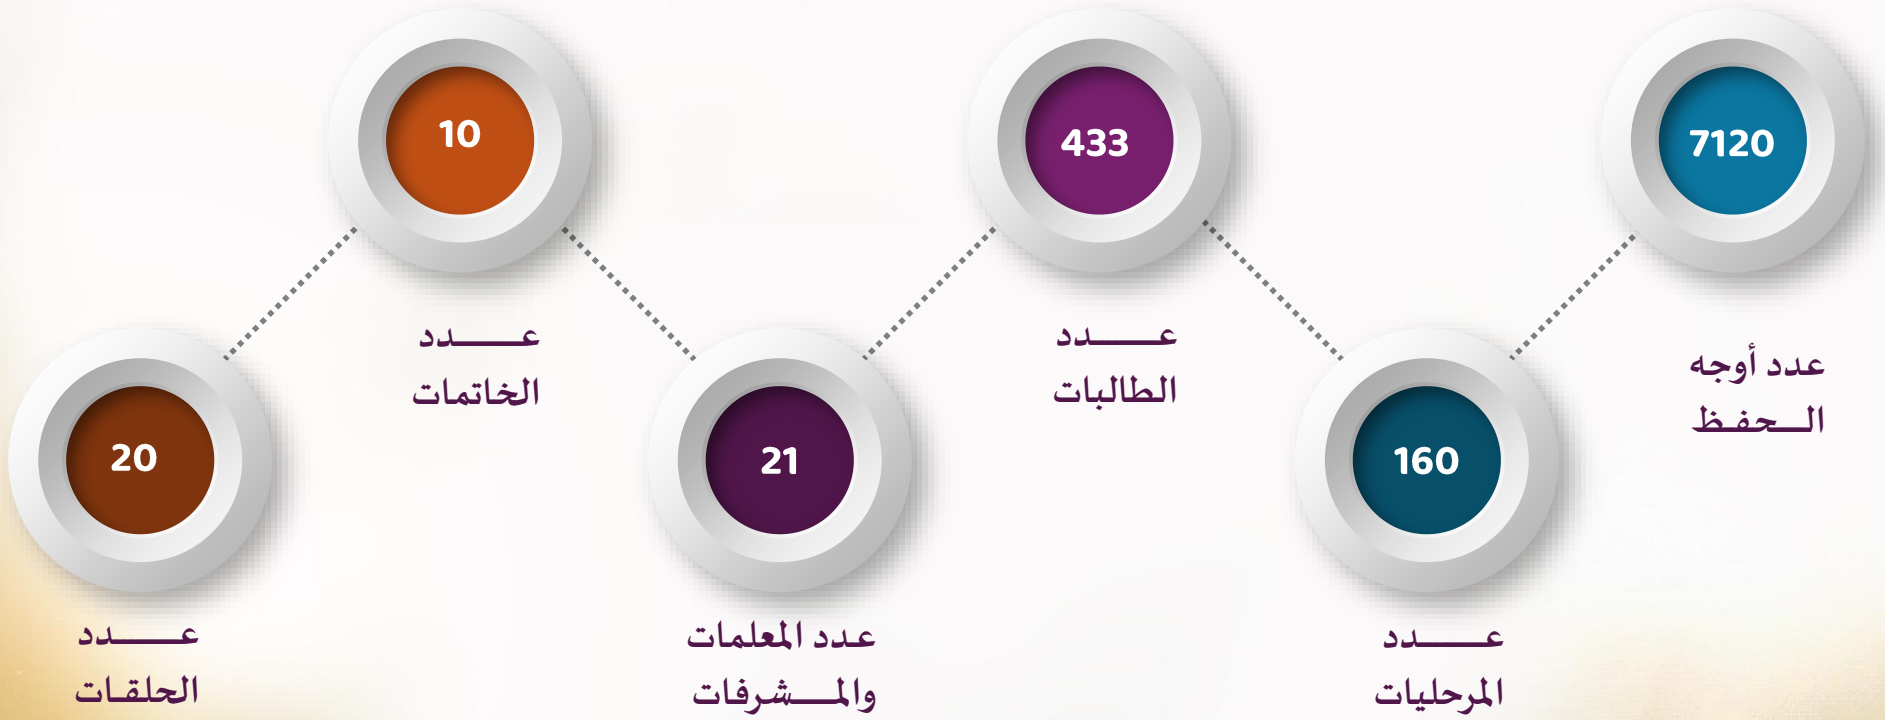 7120
عدد أوجه
الحفظ
160
عدد
المرحليات
433
عدد
الطالبات
21
عدد المعلمات
والمشرفات
10
عدد
الخاتمات
20
عدد
الحلقات